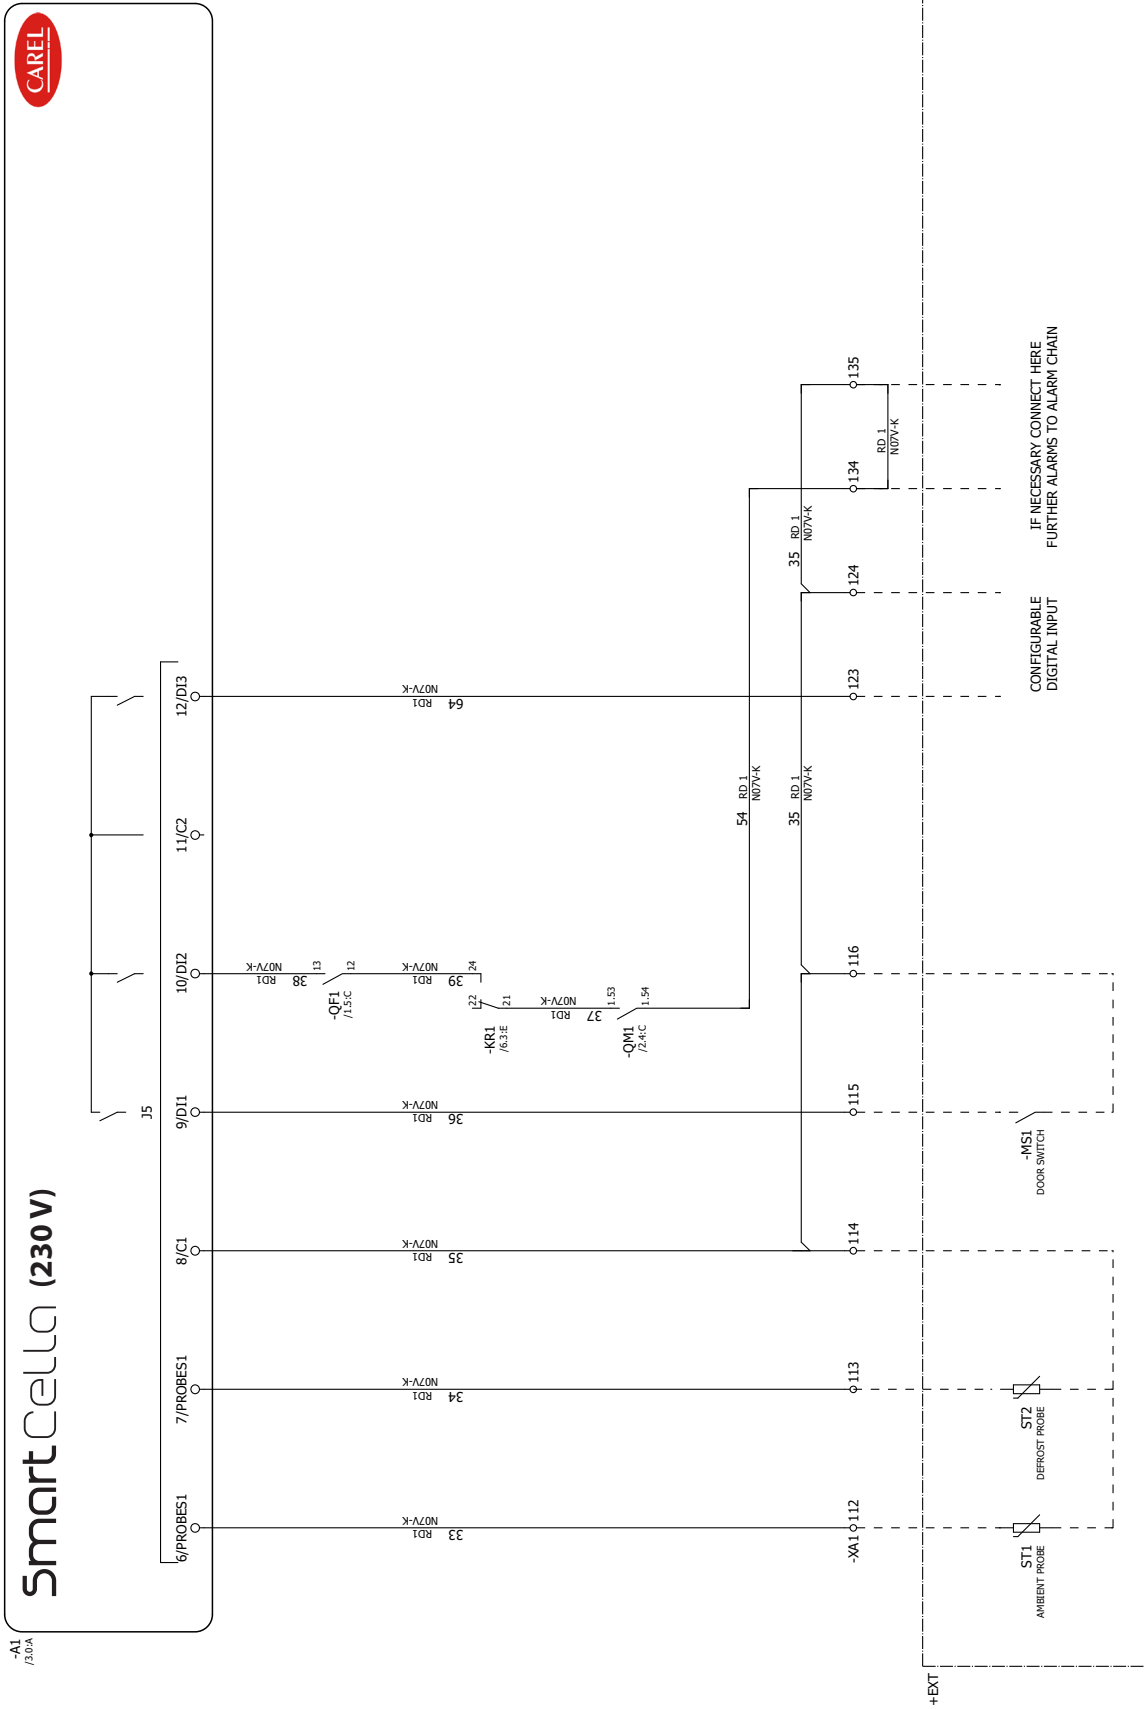 -A1
/3.0:A
SmartCella (230 V)
CAREL
J5
6/PROBES1
7/PROBES1
8/C1
9/DI1
10/DI2
11/C2
12/DI3
33
RD1
N07V-K
34
RD1
N07V-K
35
RD1
N07V-K
36
RD1
N07V-K
38
RD1
N07V-K
13
12
-QF1
/1.5:C
39
RD1
N07V-K
24
22
21
-KR1
/6.3:E
37
RD1
N07V-K
1.53
1.54
-QM1
/2.4:C
64
RD1
N07V-K
54
RD 1
N07V-K
35
RD 1
N07V-K
35
RD 1
N07V-K
RD 1
N07V-K
-XA1
112
113
114
115
116
123
124
134
135
+EXT
ST1
AMBIENT PROBE
ST2
DEFROST PROBE
-MS1
DOOR SWITCH
CONFIGURABLE
DIGITAL INPUT
IF NECESSARY CONNECT HERE
FURTHER ALARMS TO ALARM CHAIN